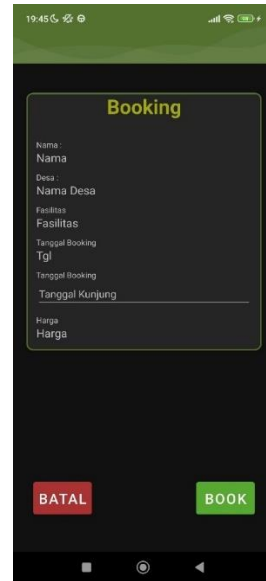 19:45
Booking
Nama :
Nama
Desa :
Nama Desa
Fasilitas
Fasilitas
Tanggal Booking
Tgl
Tanggal Booking
Tanggal Kunjung
Harga
Harga
BATAL
BOOK